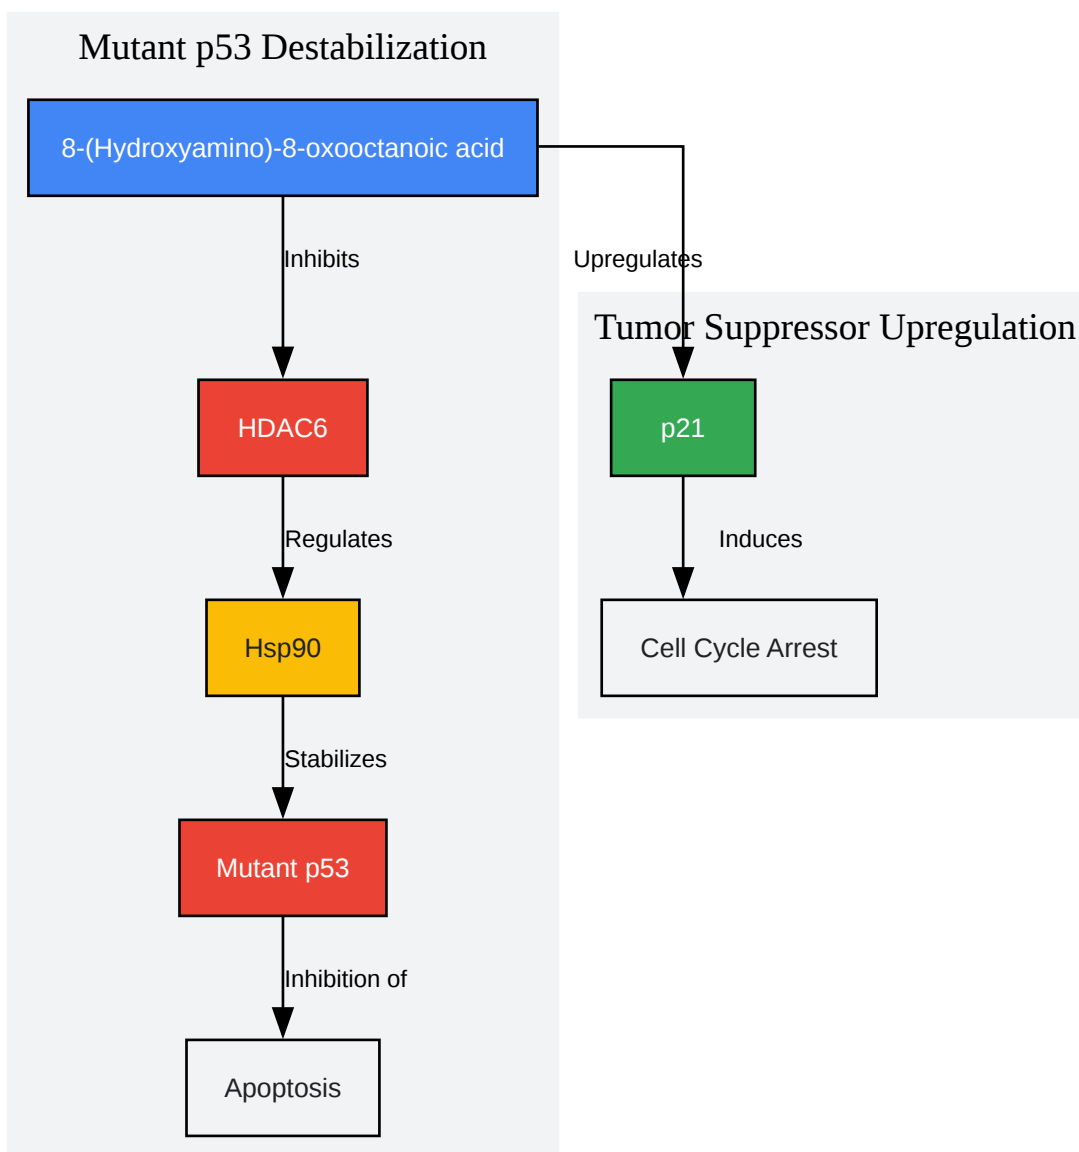 Mutant p53 Destabilization
8-(Hydroxyamino)-8-oxooctanoic acid
Inhibits
Upregulates
Tumor Suppressor Upregulation
HDAC6
p21
Regulates
Induces
Hsp90
Cell Cycle Arrest
Stabilizes
Mutant p53
Inhibition of
Apoptosis